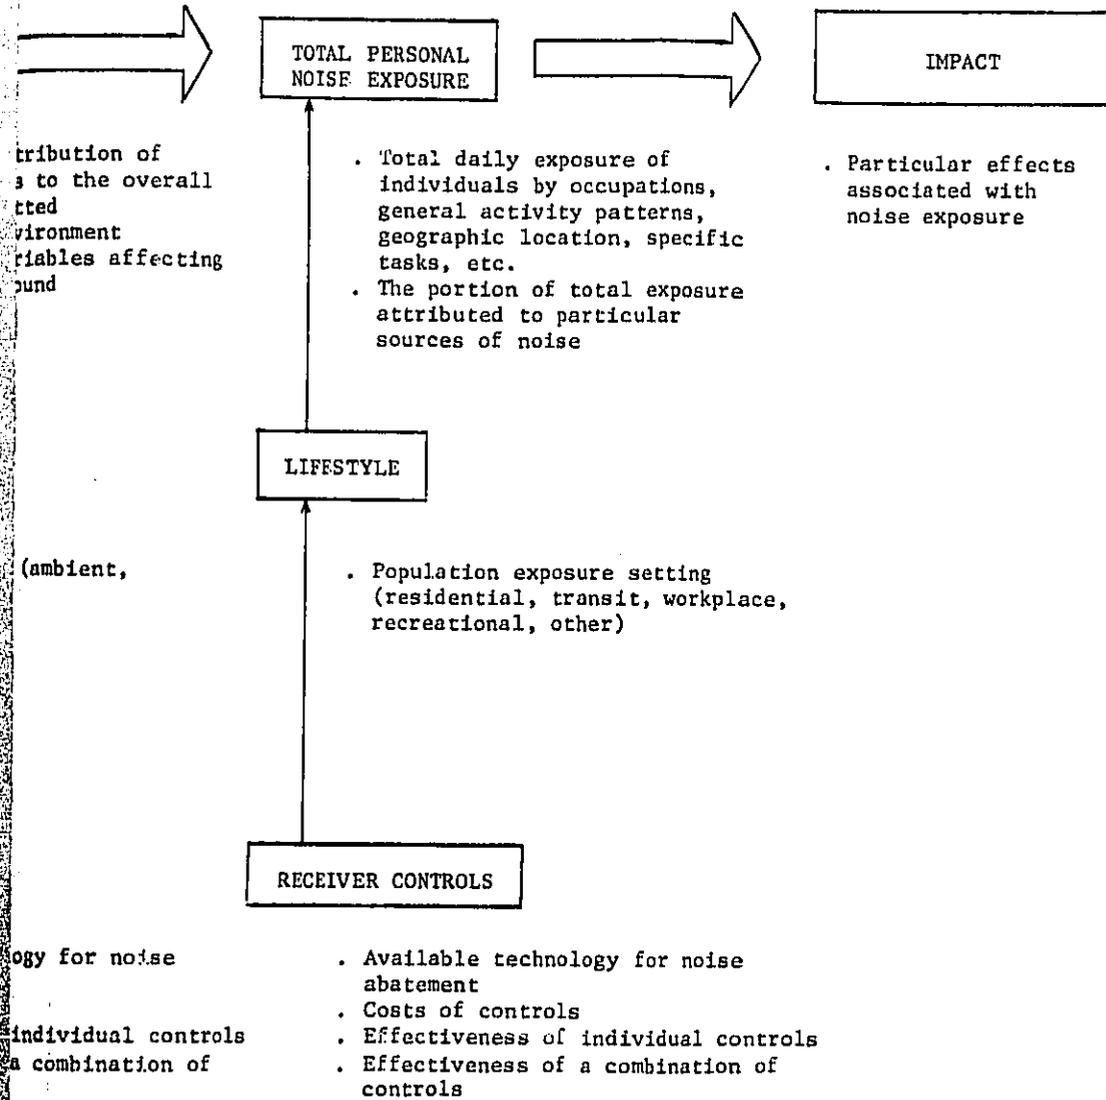 TOTAL PERSONAL
NOISE EXPOSURE
IMPACT
tribution of
s to the overall
tted
vironment
riables affecting
ound
. Total daily exposure of
individuals by occupations,
general activity patterns,
geographic location, specific
tasks, etc.
. The portion of total exposure
attributed to particular
sources of noise
. Particular effects
associated with
noise exposure
LIFESTYLE
(ambient,
. Population exposure setting
(residential, transit, workplace,
recreational, other)
RECEIVER CONTROLS
ogy for noise
individual controls
a combination of
. Available technology for noise
abatement
. Costs of controls
. Effectiveness of individual controls
. Effectiveness of a combination of
controls